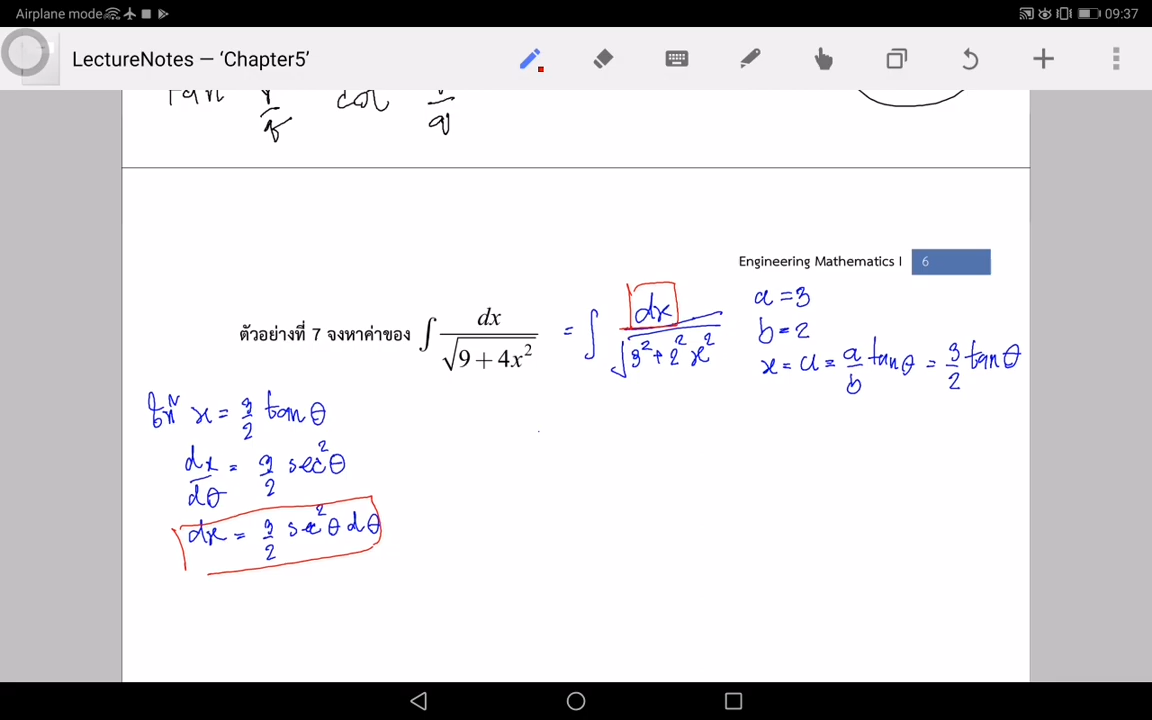 Airplane mode 09:37
LectureNotes – 'Chapter5'
tan cot
Engineering Mathematics I 6
ตัวอย่างที่ 7 จงหาค่าของ ∫ dx/√(9 + 4x²) = ∫ dx/√(3² + 2²x²)
a = 3
b = 2
x = u = a/b tan θ = 3/2 tan θ
x = 3/2 tan θ
dx/dθ = 3/2 sec²θ
dx = 3/2 sec²θ dθ